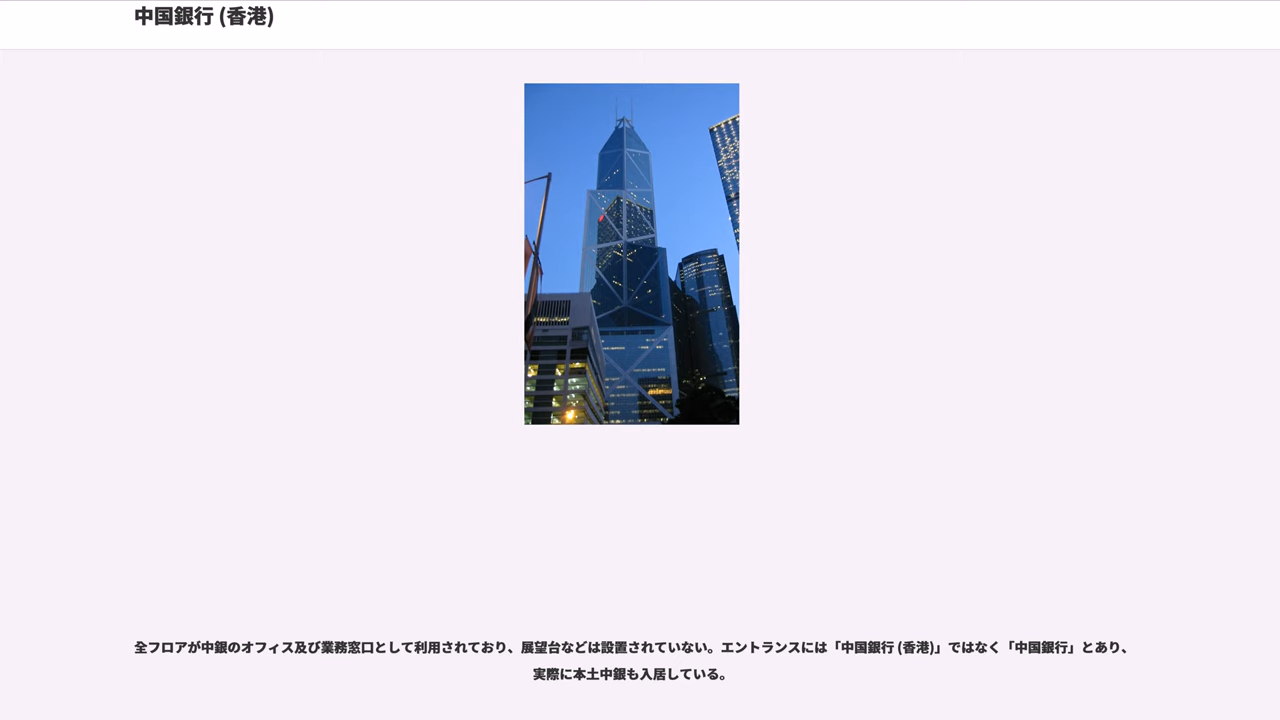 中国銀行 (香港)
全フロアが中銀のオフィス及び業務窓口として利用されており、展望台などは設置されていない。エントランスには「中国銀行 (香港)」ではなく「中国銀行」とあり、
実際に本土中銀も入居している。